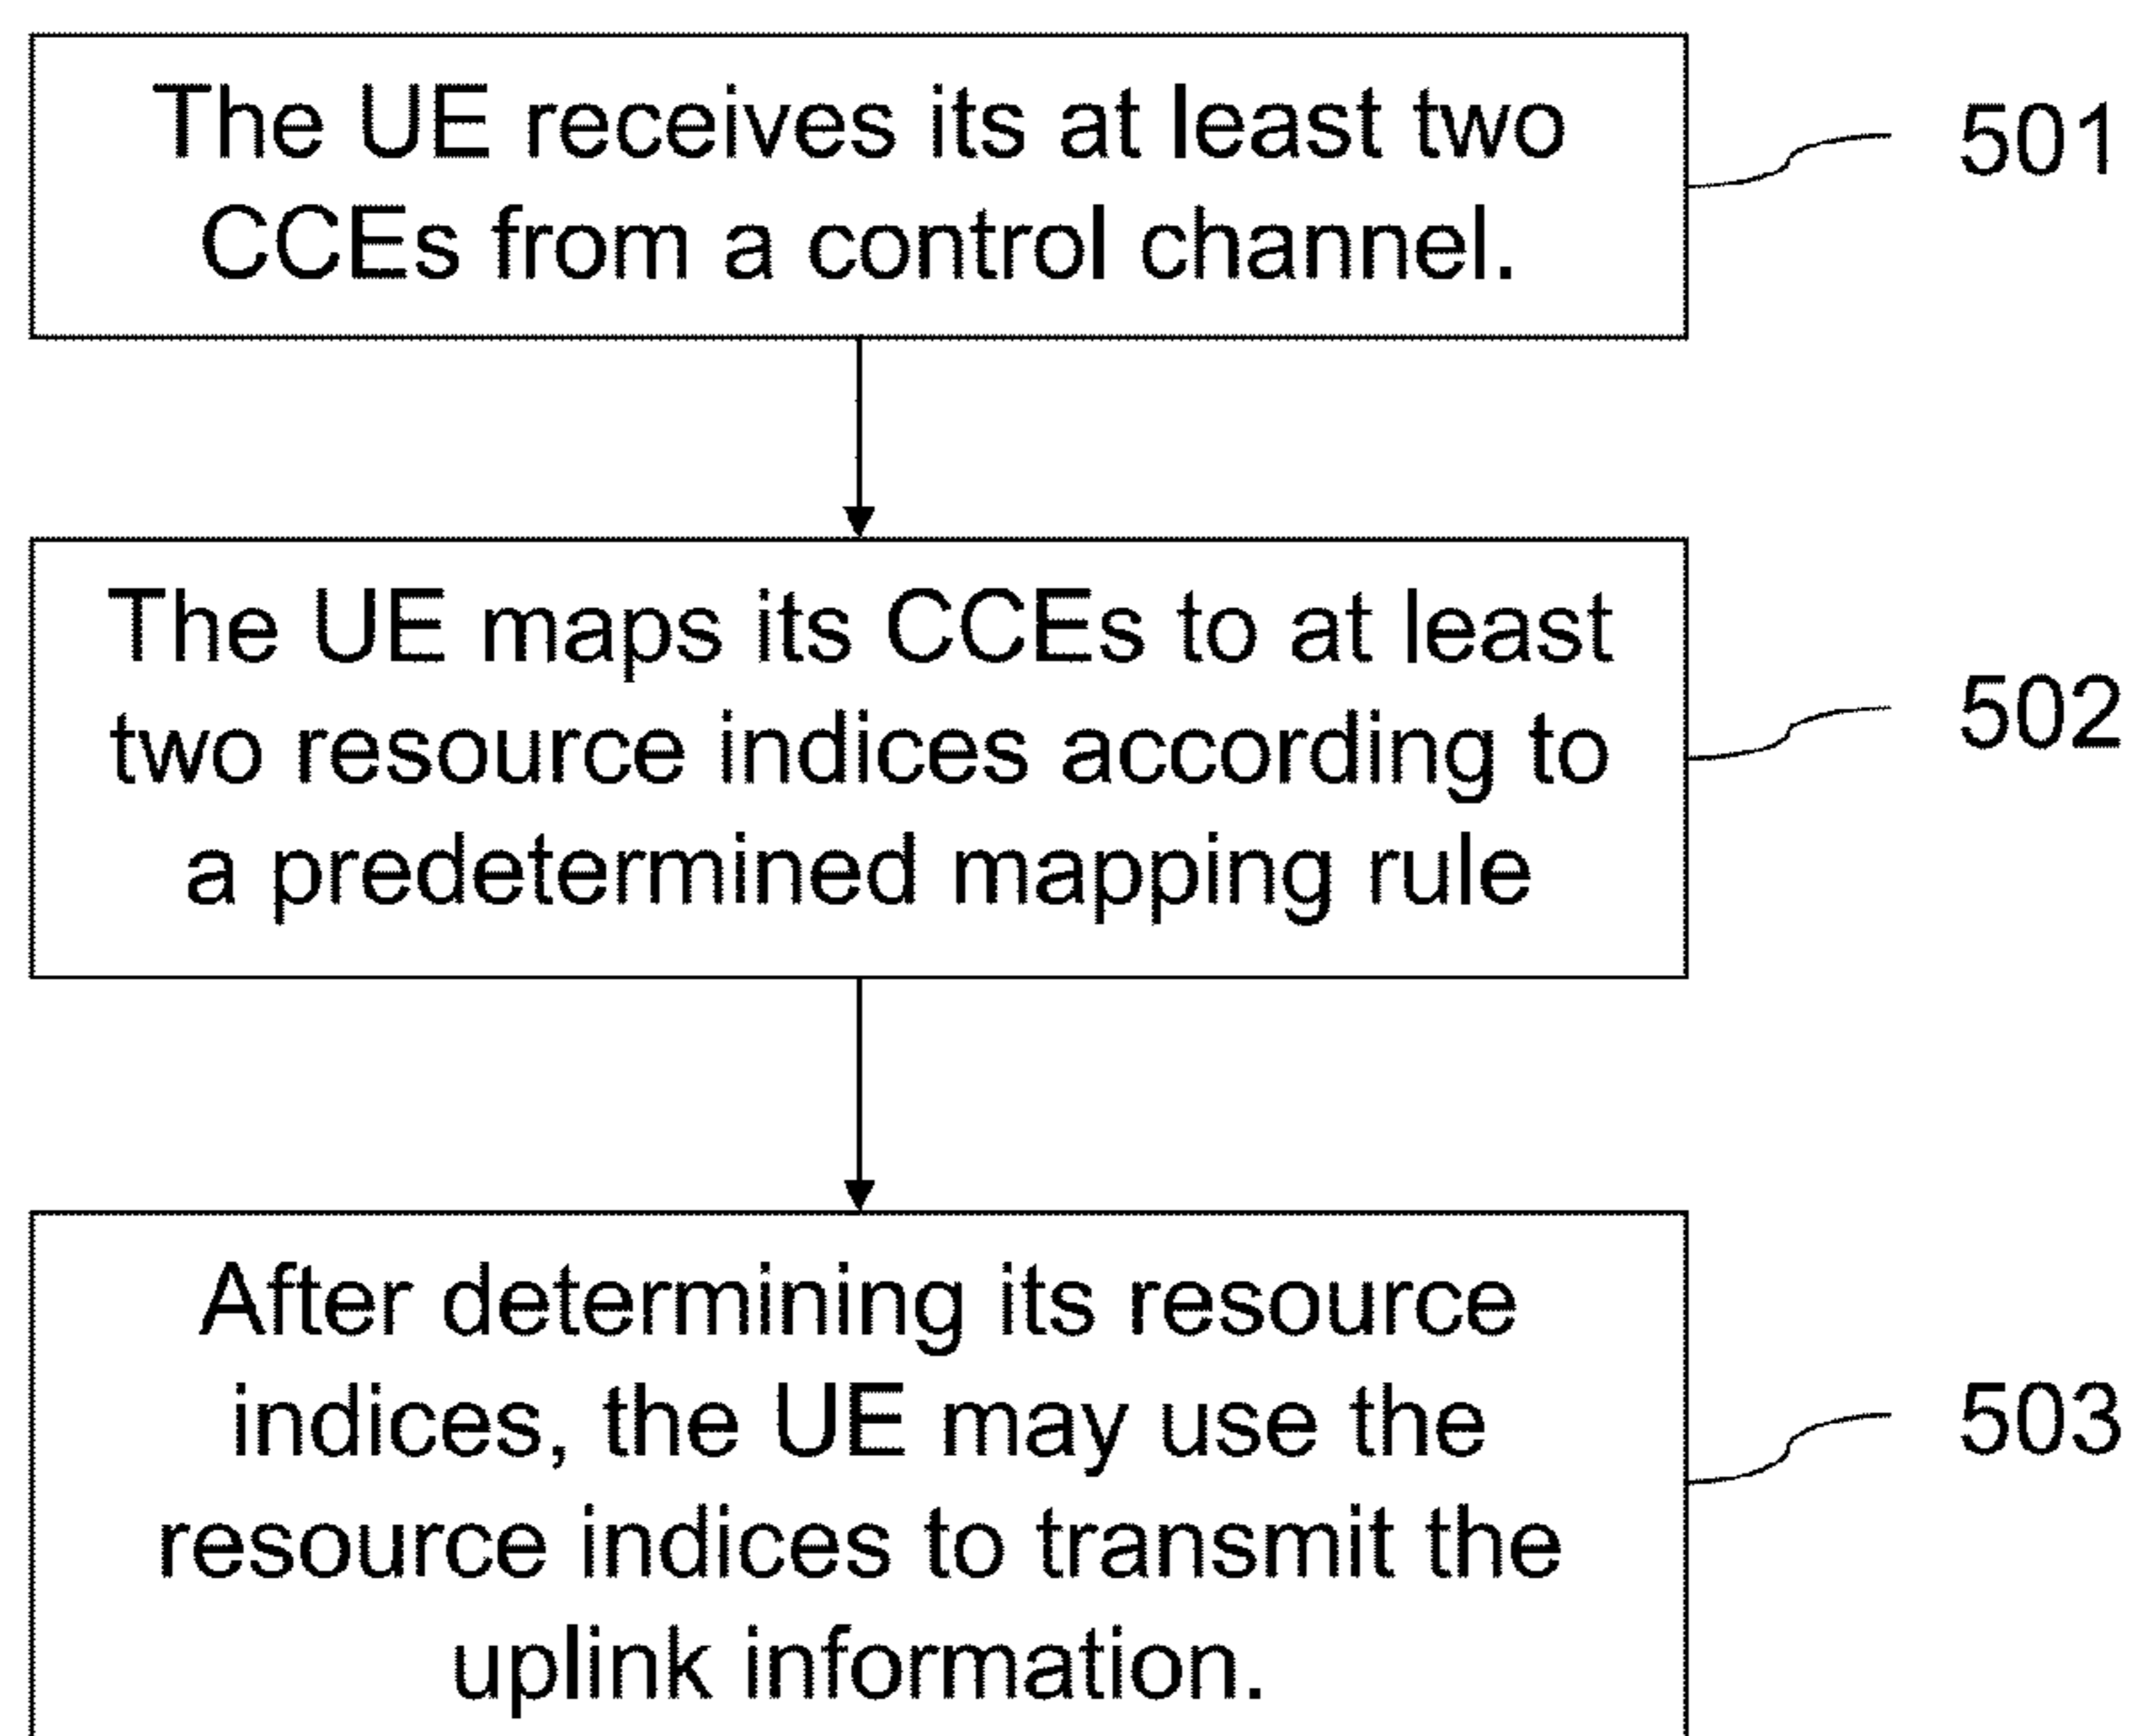 The UE receives its at least two
CCEs from a control channel.
501
The UE maps its CCEs to at least
two resource indices according to
a predetermined mapping rule
502
After determining its resource
indices, the UE may use the
resource indices to transmit the
uplink information.
503